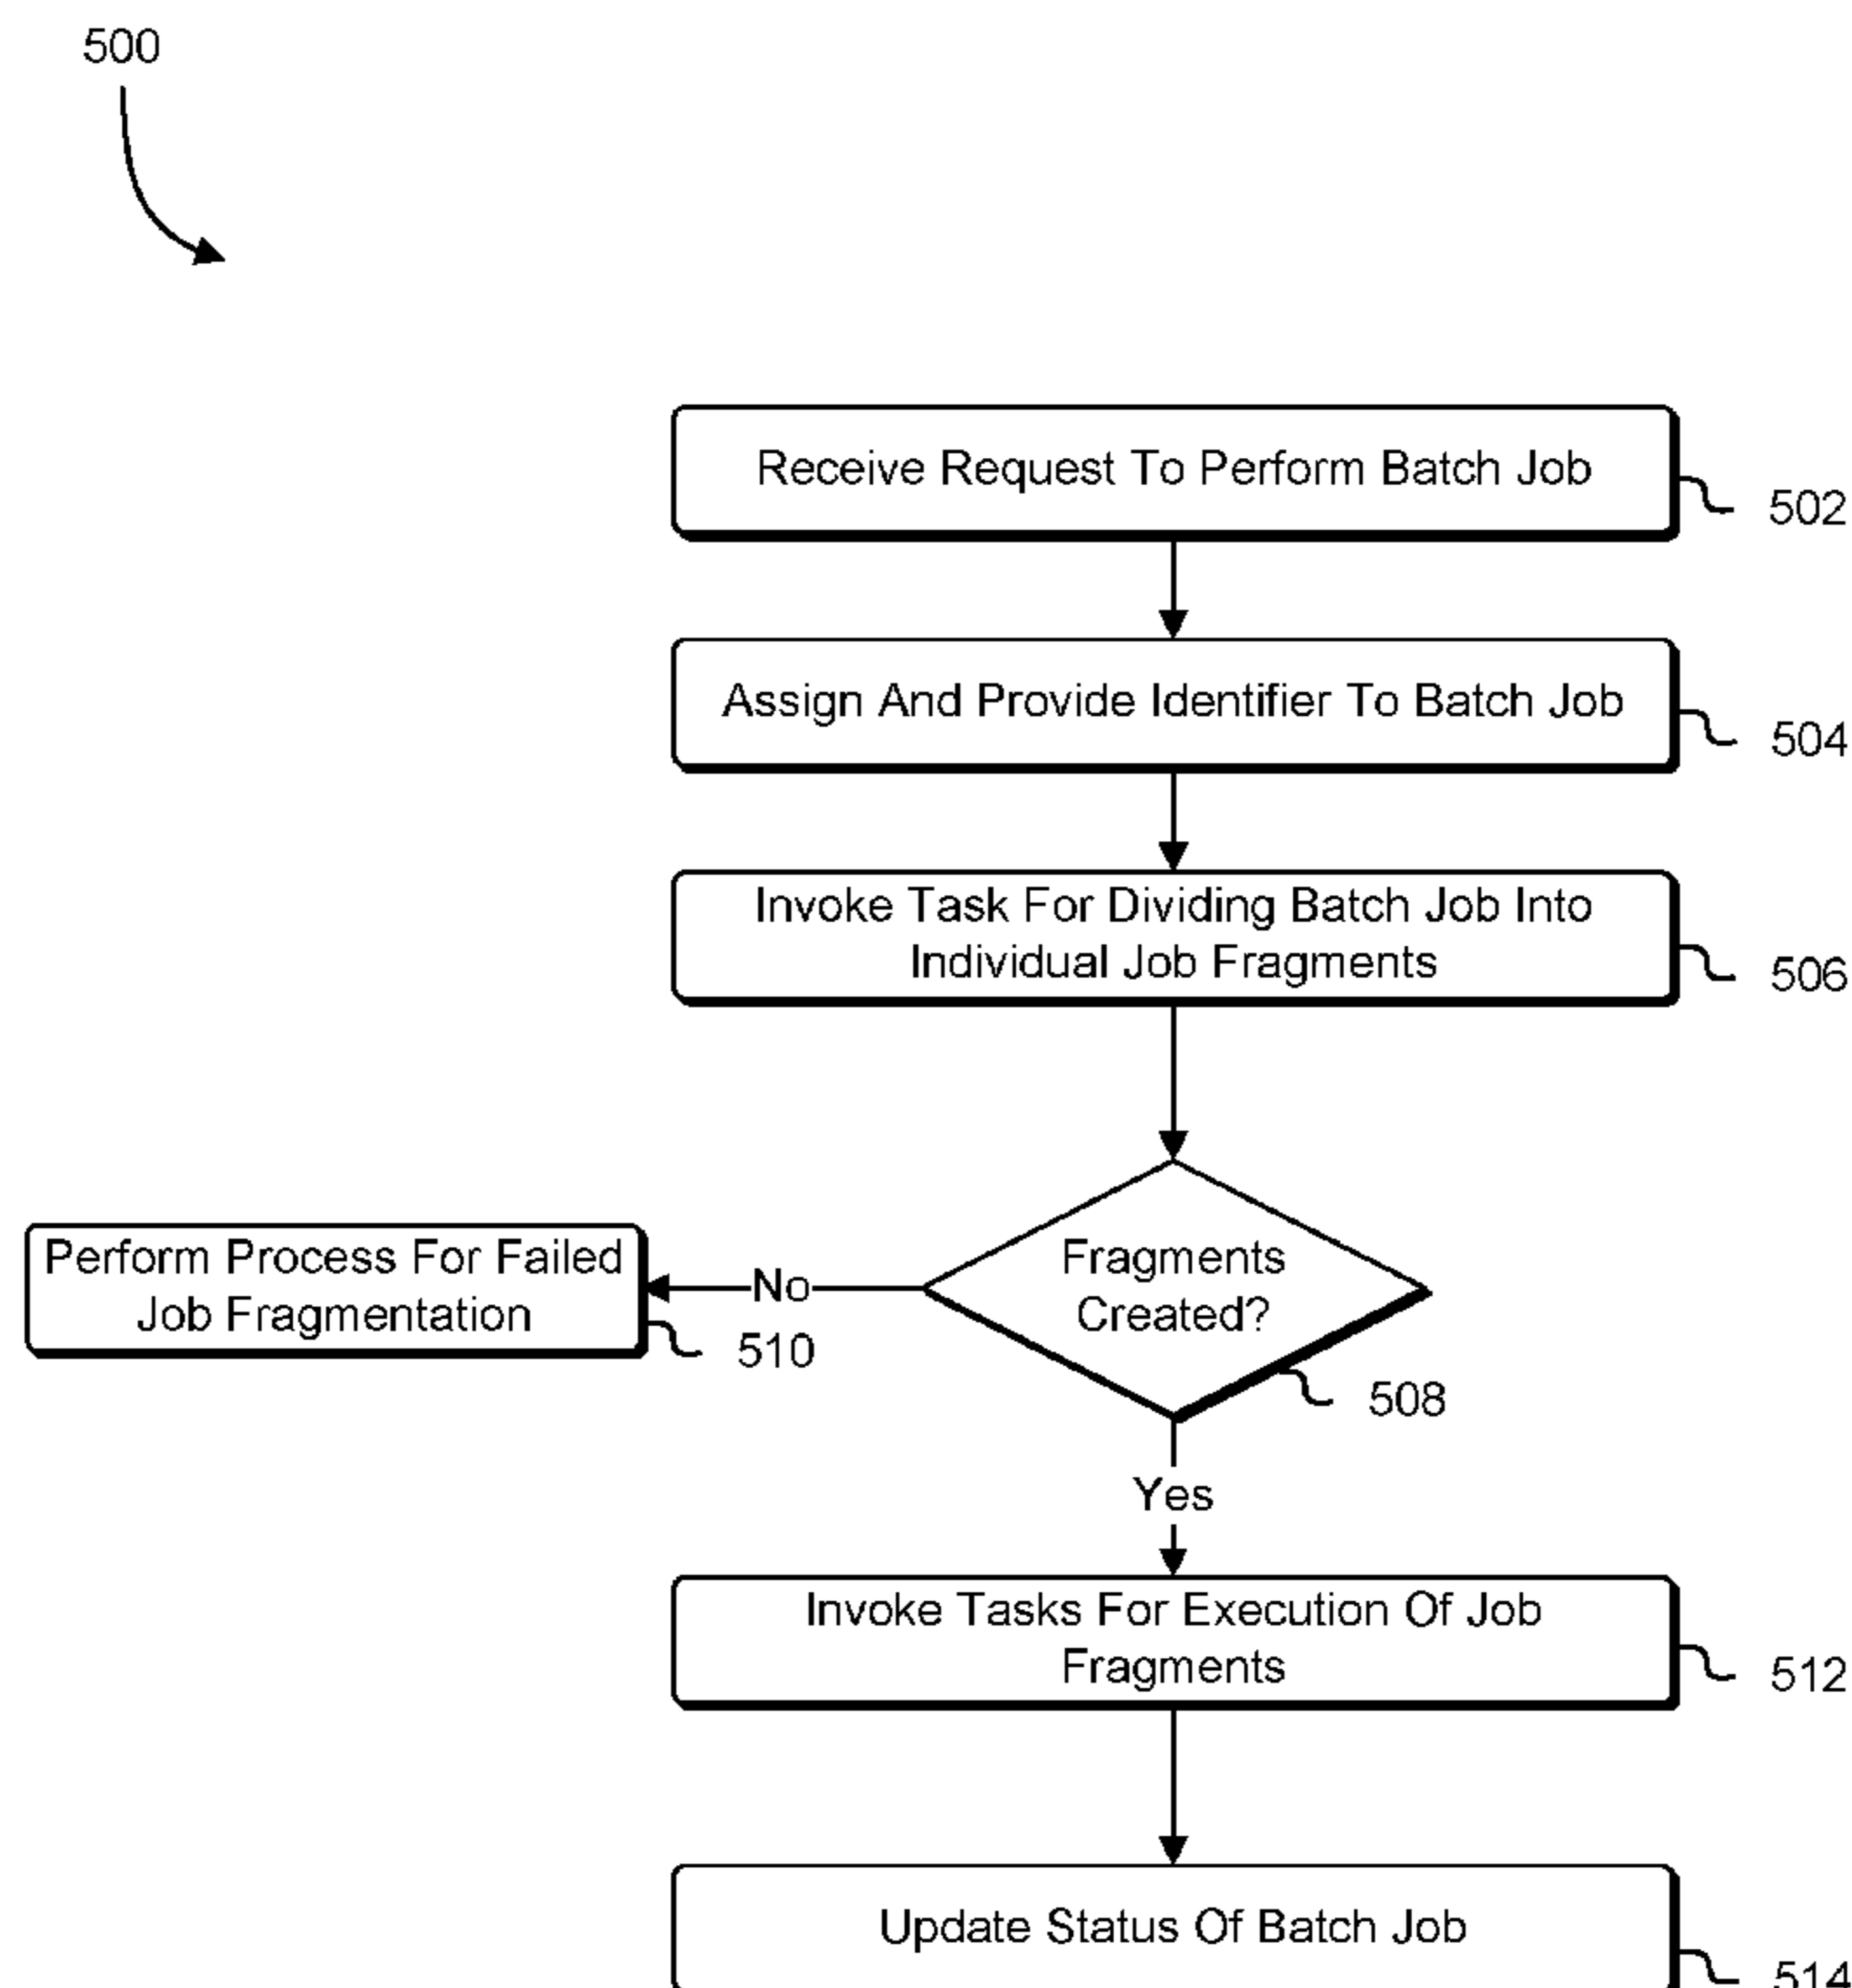 500
Receive Request To Perform Batch Job
502
Assign And Provide Identifier To Batch Job
504
Invoke Task For Dividing Batch Job Into
Individual Job Fragments
506
Fragments
Created?
508
No
Perform Process For Failed
Job Fragmentation
510
Yes
Invoke Tasks For Execution Of Job
Fragments
512
Update Status Of Batch Job
514